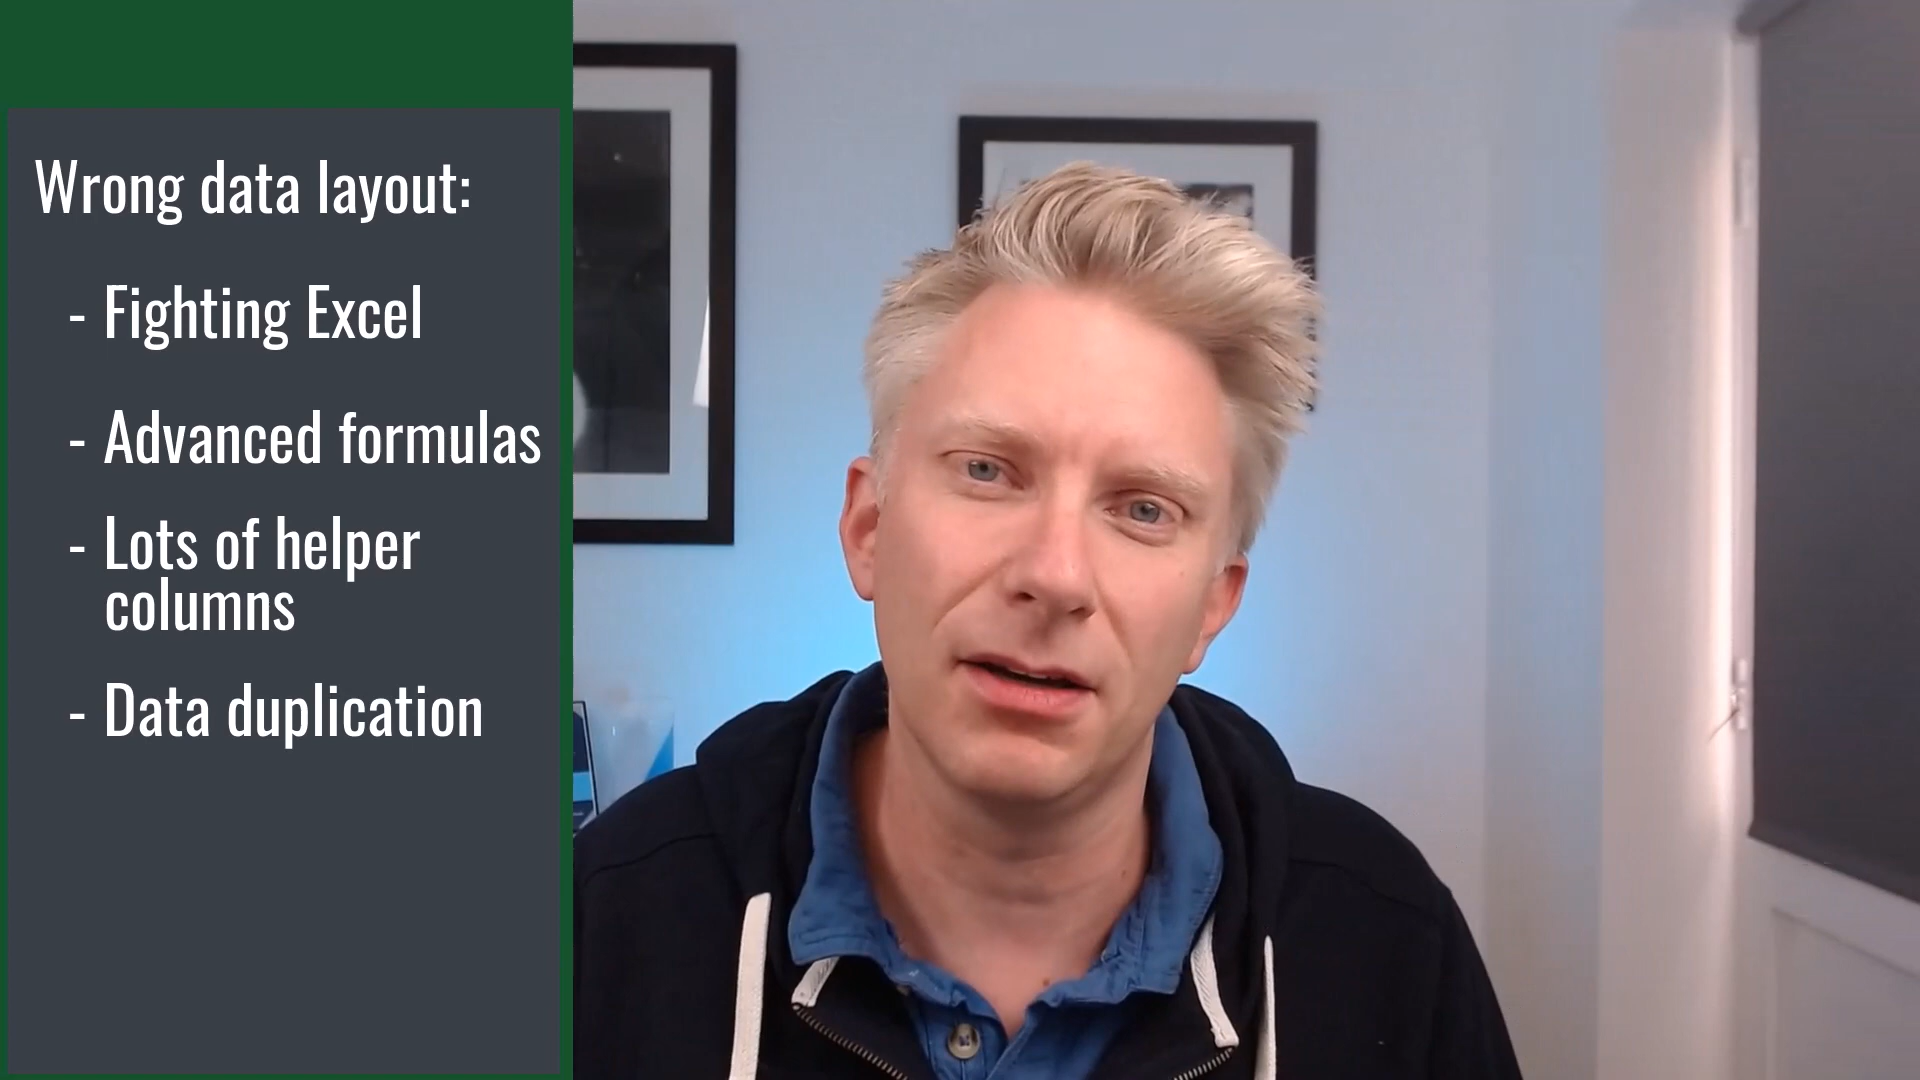 Wrong data layout:
- Fighting Excel
- Advanced formulas
- Lots of helper
columns
- Data duplication